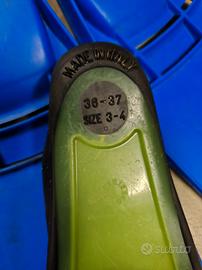 MADE IN ITALY
36-37
SIZE 3-4
subito